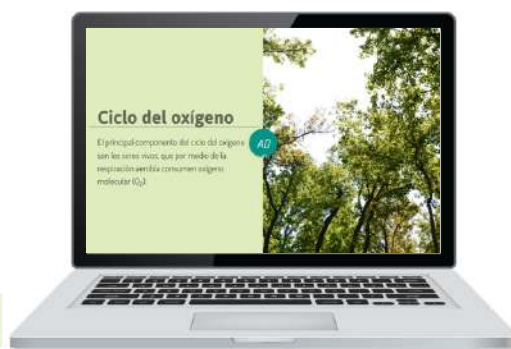 Ciclo del oxígeno
El principal componente del ciclo del oxígeno
son los seres vivos, que por medio de la
respiración aerobia consumen oxígeno
molecular (O₂).
AD